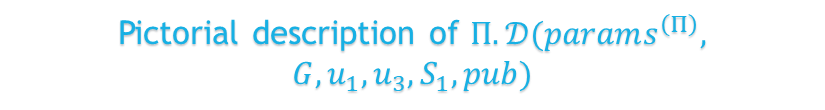 Pictorial description of Π. 𝒟(params^(Π),
G, u₁, u₃, S₁, pub)